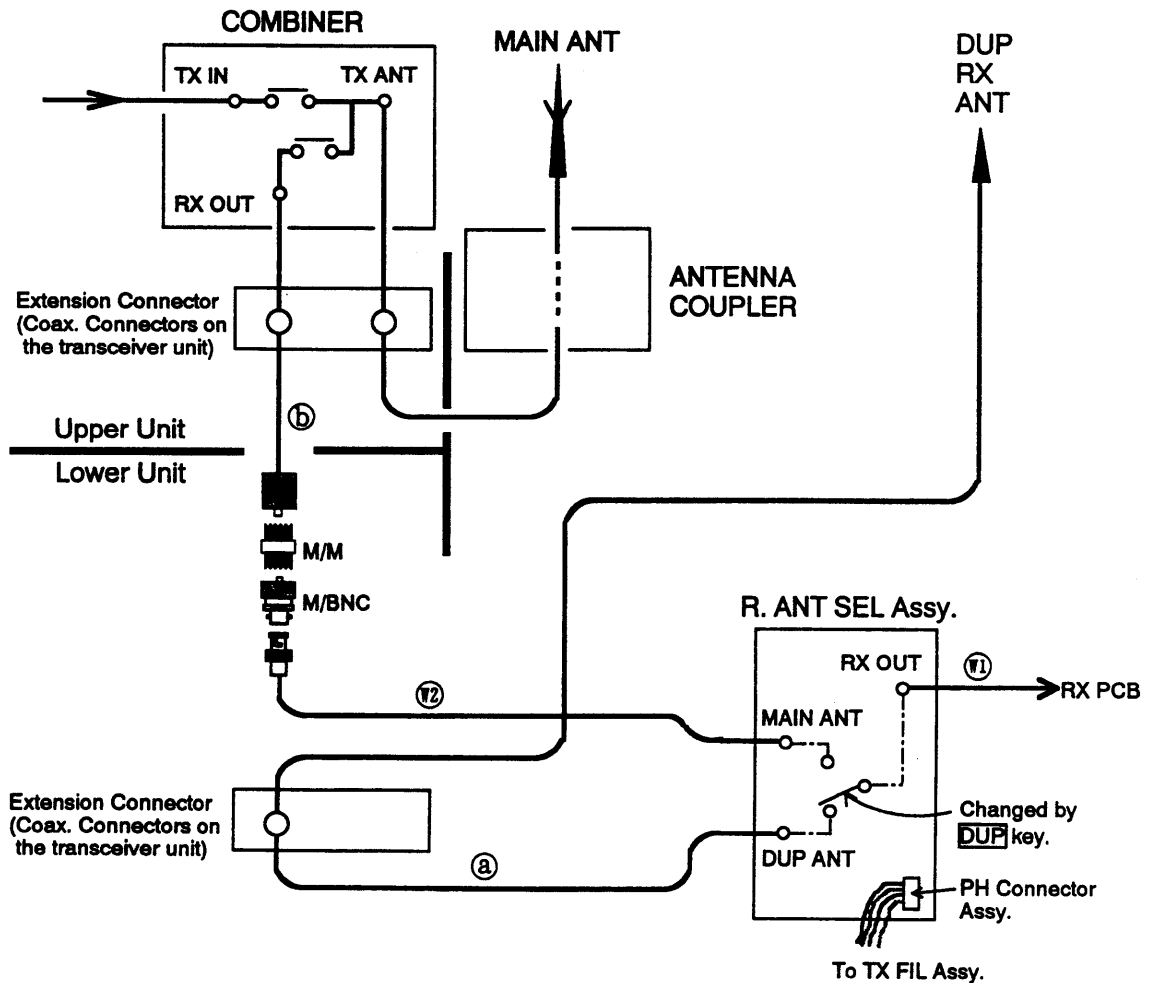 COMBINER
MAIN ANT
DUP
RX
ANT
TX IN
TX ANT
RX OUT
ANTENNA
COUPLER
Extension Connector
(Coax. Connectors on
the transceiver unit)
ⓑ
Upper Unit
Lower Unit
M/M
M/BNC
R. ANT SEL Assy.
RX OUT
W1
RX PCB
W2
MAIN ANT
Extension Connector
(Coax. Connectors on
the transceiver unit)
Changed by
DUP key.
DUP ANT
ⓐ
PH Connector
Assy.
To TX FIL Assy.